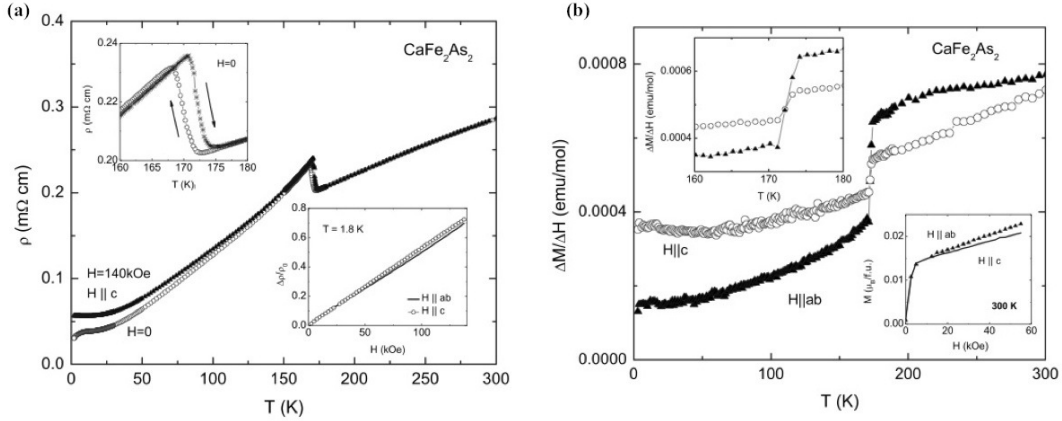 (a)
0.4
0.3
0.2
0.1
0.0
ρ (mΩ cm)
0
50
100
150
200
250
300
T (K)
CaFe₂As₂
H=140kOe
H || c
H=0
0.24
0.22
0.20
ρ (mΩ cm)
H=0
160
165
170
175
180
T (K)
0.8
0.6
0.4
0.2
0.0
Δρ/ρ₀
T = 1.8 K
H || ab
H || c
0
50
100
H (kOe)
(b)
0.0008
0.0004
0.0000
ΔM/ΔH (emu/mol)
0
100
200
300
T (K)
CaFe₂As₂
H||c
H||ab
0.0006
0.0004
ΔM/ΔH (emu/mol)
160
170
180
T (K)
0.02
0.01
0.00
M (μB/f.u.)
H || ab
H || c
300 K
0
20
40
60
H (kOe)